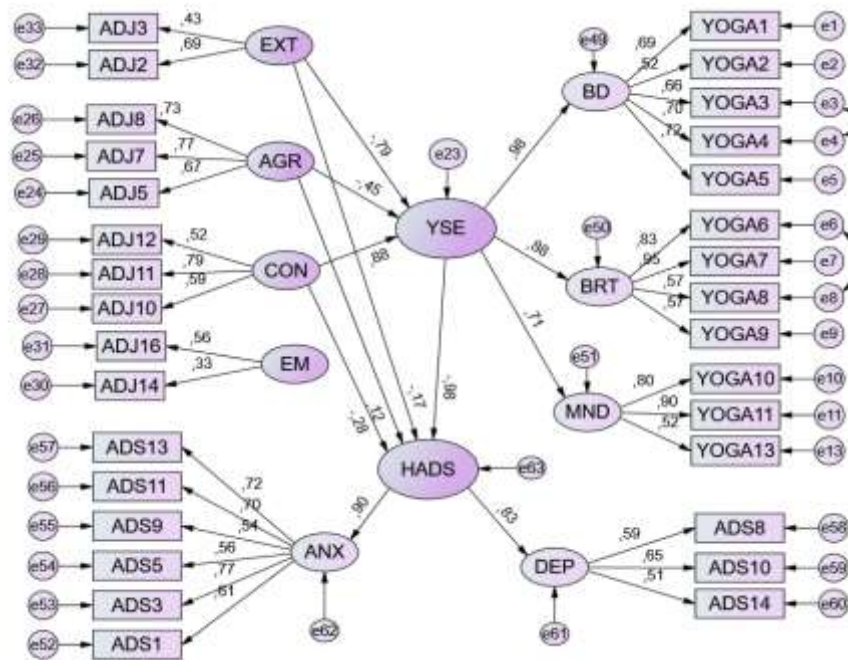 e33 ADJ3 ,43 EXT
e32 ADJ2 ,69
e26 ADJ8 ,73
e25 ADJ7 ,77 AGR
e24 ADJ5 ,67
e29 ADJ12 ,52
e28 ADJ11 ,79 CON
e27 ADJ10 ,59
e31 ADJ16 ,56 EM
e30 ADJ14 ,33
-,79
-,45
,88
e23
YSE
,98
,88
,71
-,98
-,17
,12
-,28
e49
BD
,69 YOGA1 e1
,52 YOGA2 e2
,66 YOGA3 e3
,70 YOGA4 e4
,72 YOGA5 e5
e50
BRT
,83 YOGA6 e6
,95 YOGA7 e7
,57 YOGA8 e8
,57 YOGA9 e9
e51
MND
,80 YOGA10 e10
,90 YOGA11 e11
,52 YOGA13 e13
HADS
e63
,90
,83
e57 ADS13 ,72
e56 ADS11 ,70
e55 ADS9 ,54
e54 ADS5 ,56 ANX
e53 ADS3 ,77
e52 ADS1 ,61
e62
DEP
e61
,59 ADS8 e58
,65 ADS10 e59
,51 ADS14 e60